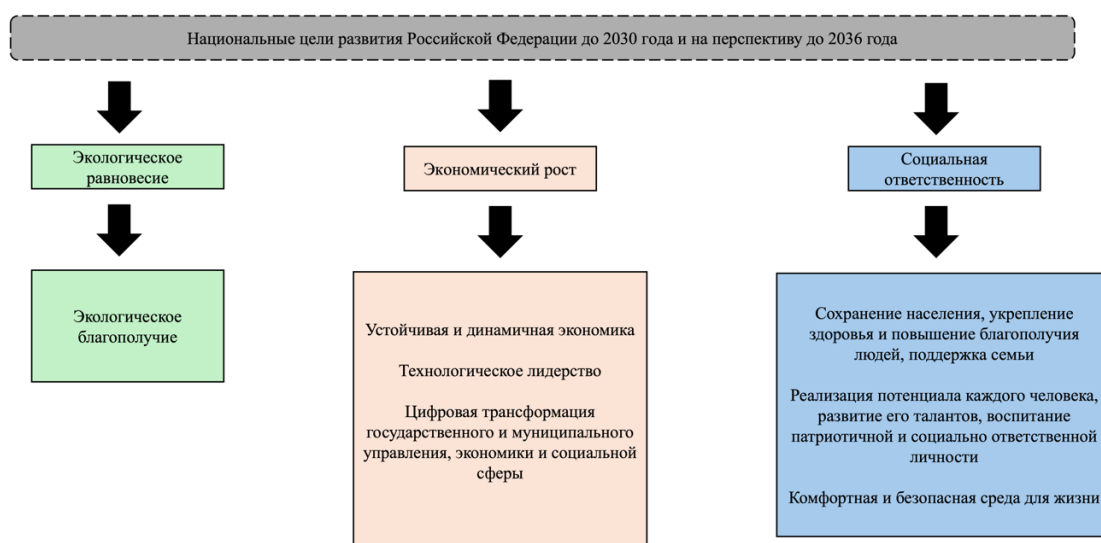 Национальные цели развития Российской Федерации до 2030 года и на перспективу до 2036 года
Экологическое
равновесие
Экономический рост
Социальная
ответственность
Экологическое
благополучие
Устойчивая и динамичная экономика
Технологическое лидерство
Цифровая трансформация
государственного и муниципального
управления, экономики и социальной
сферы
Сохранение населения, укрепление
здоровья и повышение благополучия
людей, поддержка семьи
Реализация потенциала каждого человека,
развитие его талантов, воспитание
патриотичной и социально ответственной
личности
Комфортная и безопасная среда для жизни